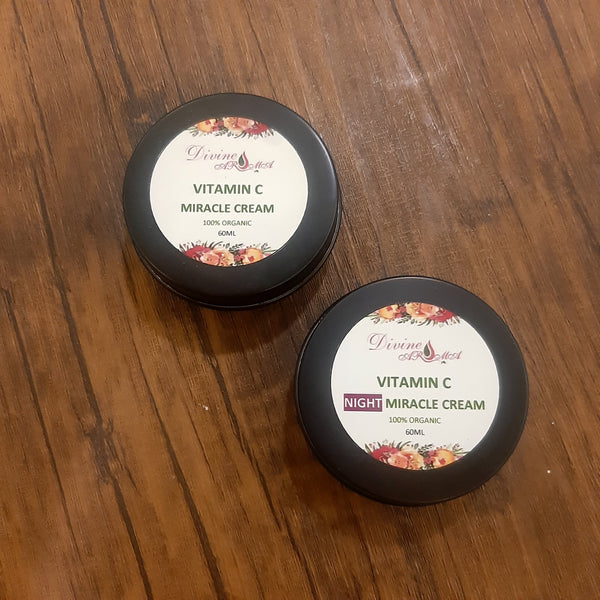 Divine
AROMA
VITAMIN C
MIRACLE CREAM
100% ORGANIC
60ML
Divine
AROMA
VITAMIN C
NIGHT MIRACLE CREAM
100% ORGANIC
60ML